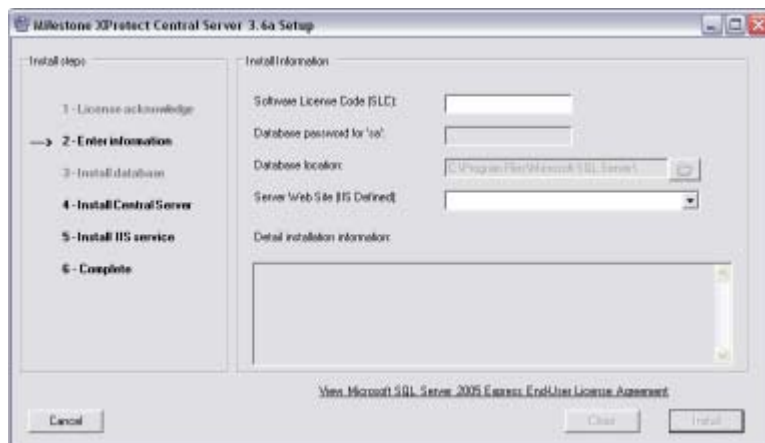 Milestone XProtect Central Server 3.6a Setup
Install steps
1 - License acknowledge
2 - Enter information
3 - Install database
4 - Install Central Server
5 - Install IIS service
6 - Complete
Install Information
Software License Code (SLC):
Database password for 'sa':
Database location:
C:\Program Files\Microsoft SQL Server\
Server Web Site (IIS Defined):
Detail installation information:
View Microsoft SQL Server 2005 Express End-User License Agreement
Cancel
Close
Install